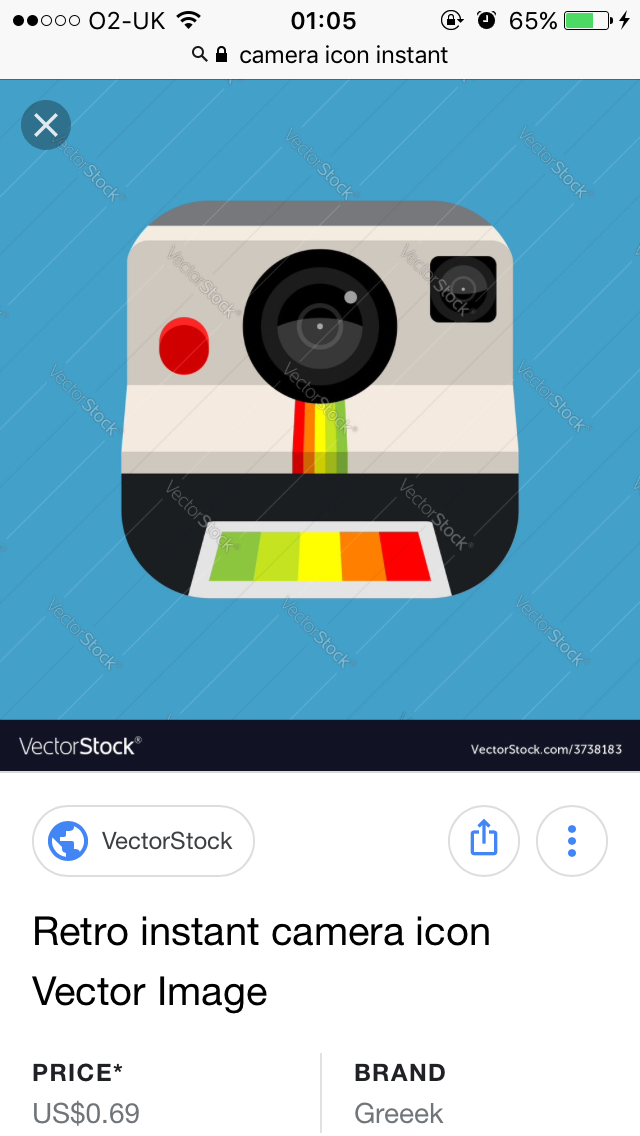 O2-UK 01:05 65%
camera icon instant
VectorStock®
VectorStock®
VectorStock®
VectorStock®
VectorStock®
VectorStock®
VectorStock®
VectorStock®
VectorStock®
VectorStock®
VectorStock®
VectorStock®
VectorStock®
VectorStock® VectorStock.com/3738183
VectorStock
Retro instant camera icon
Vector Image
PRICE* BRAND
US$0.69 Greeek